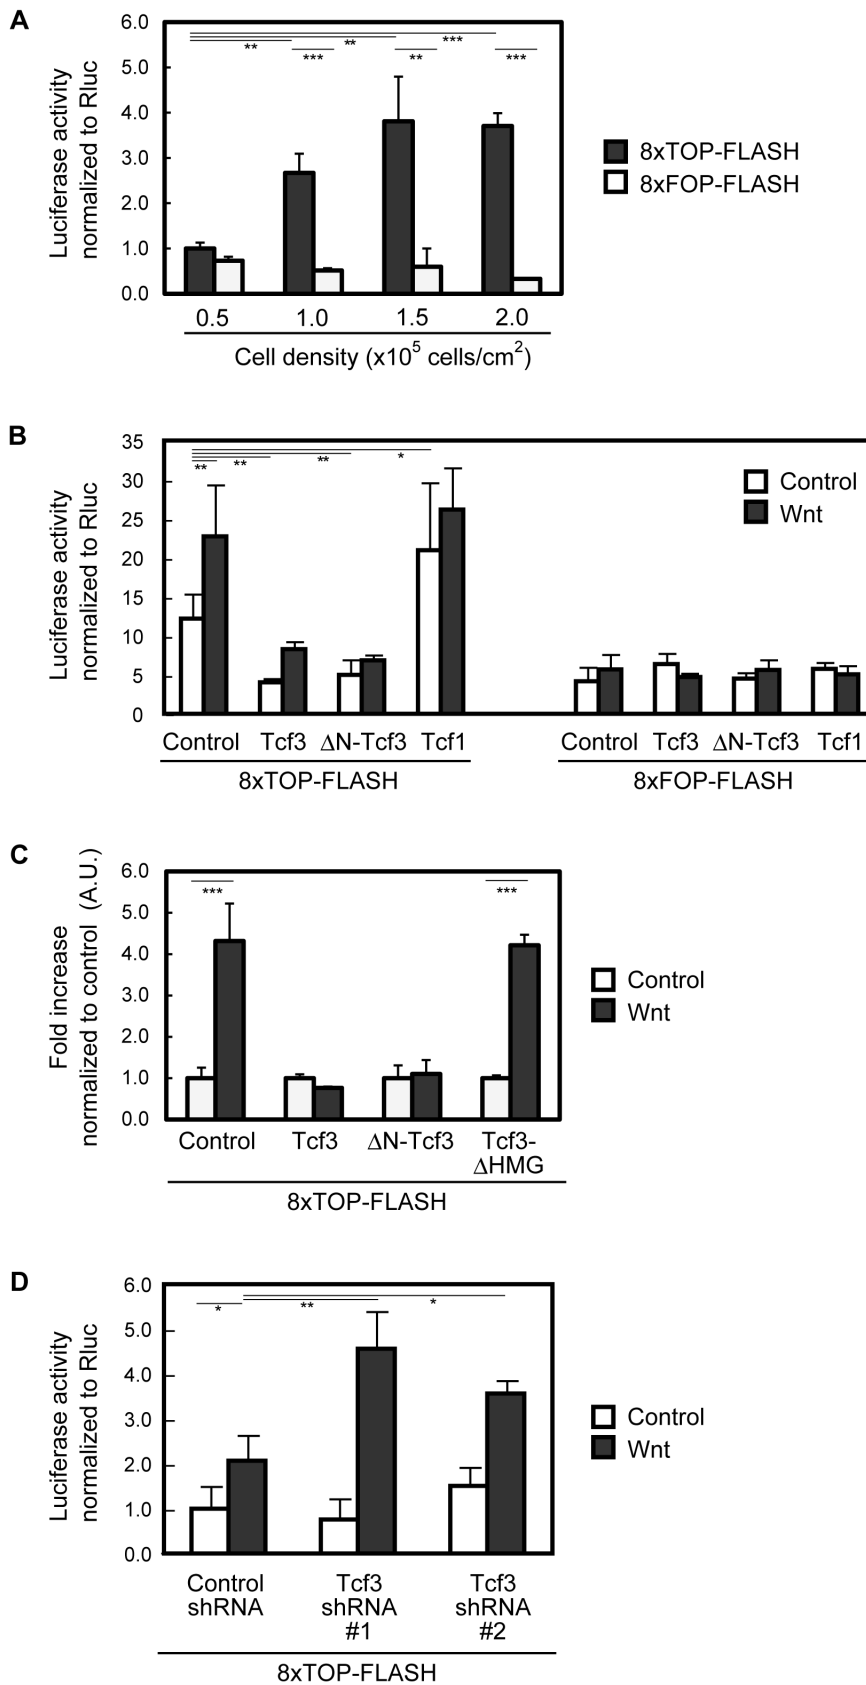 A
Luciferase activity
normalized to Rluc
6.0
5.0
4.0
3.0
2.0
1.0
0.0
** *** ** ** *** ***
8xTOP-FLASH
8xFOP-FLASH
0.5 1.0 1.5 2.0
Cell density (x10⁵ cells/cm²)
B
Luciferase activity
normalized to Rluc
35
30
25
20
15
10
5
0
** ** ** *
Control
Wnt
Control Tcf3 ΔN-Tcf3 Tcf1 Control Tcf3 ΔN-Tcf3 Tcf1
8xTOP-FLASH 8xFOP-FLASH
C
Fold increase
normalized to control (A.U.)
6.0
5.0
4.0
3.0
2.0
1.0
0.0
*** ***
Control
Wnt
Control Tcf3 ΔN-Tcf3 Tcf3-
ΔHMG
8xTOP-FLASH
D
Luciferase activity
normalized to Rluc
6.0
5.0
4.0
3.0
2.0
1.0
0.0
* ** *
Control
Wnt
Control Tcf3 Tcf3
shRNA shRNA shRNA
#1 #2
8xTOP-FLASH